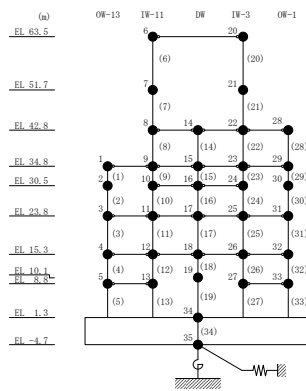 (m) OW-13 IW-11 DW IW-3 OW-1
EL 63.5 6 20
(6) (20)
EL 51.7 7 21
(7) (21)
EL 42.8 8 14 22 28
(8) (14) (22) (28)
EL 34.8 1 9 15 23 29
(1) (9) (15) (23) (29)
EL 30.5 2 10 16 24 30
(2) (10) (16) (24) (30)
EL 23.8 3 11 17 25 31
(3) (11) (17) (25) (31)
EL 15.3 4 12 18 26 32
(4) (12) (18) (26) (32)
EL 10.1 19
EL 8.8 5 13 27 33
(5) (13) (19) (27) (33)
EL 1.3 34
(34)
EL -4.7 35